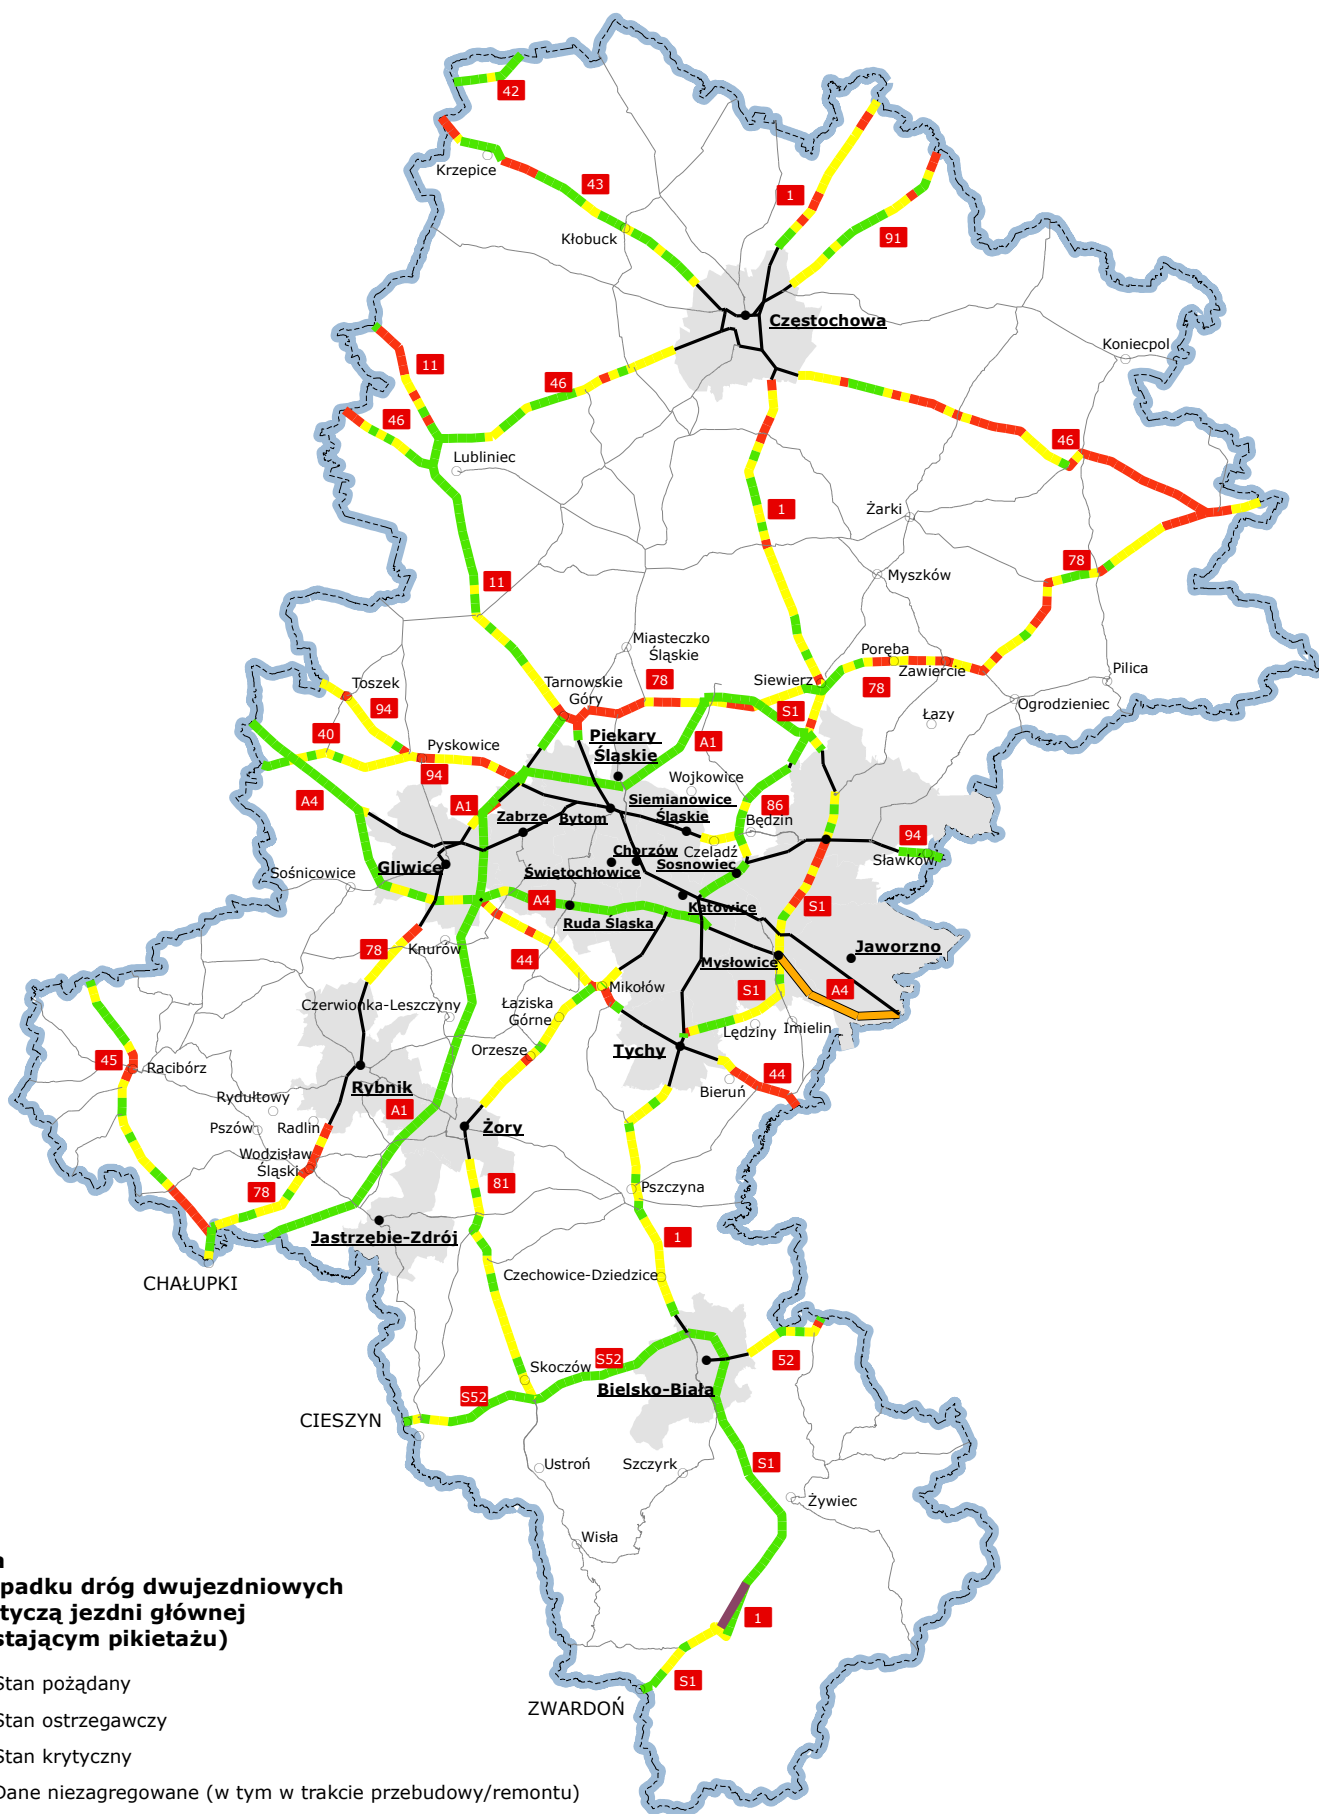 42
Krzepice
43
1
Kłobuck
91
Częstochowa
Koniecpol
11
46
46
46
Lubliniec
1
Żarki
78
11
Myszków
Miasteczko
Śląskie
Poręba
Zawiercie
Pilica
Toszek
Tarnowskie
Góry
78
Siewierz
78
Ogrodzieniec
94
S1
Łazy
40
Pyskowice
Piekary
Śląskie
A1
94
Wojkowice
A4
A1
Siemianowice
Śląskie
86
Zabrze
Bytom
Będzin
94
Chorzów
Czeladź
Sławków
Gliwice
Świętochłowice
Sosnowiec
Sośnicowice
A4
Katowice
S1
Ruda Śląska
78
Knurów
44
Mysłowice
Jaworzno
Mikołów
S1
A4
Czerwionka-Leszczyny
Łaziska
Górne
Lędziny
Imielin
45
Racibórz
Orzesze
Tychy
44
Rybnik
Bieruń
Rydułtowy
A1
Pszów
Radlin
Żory
Wodzisław
Śląski
81
78
Pszczyna
Jastrzębie-Zdrój
1
CHAŁUPKI
Czechowice-Dziedzice
Skoczów
S52
52
S52
Bielsko-Biała
CIESZYN
Ustroń
Szczyrk
S1
Żywiec
Wisła
padku dróg dwujezdniowych
tyczą jezdni głównej
1
stającym pikietażu)
S1
Stan pożądany
ZWARDOŃ
Stan ostrzegawczy
Stan krytyczny
Dane niezagregowane (w tym w trakcie przebudowy/remontu)